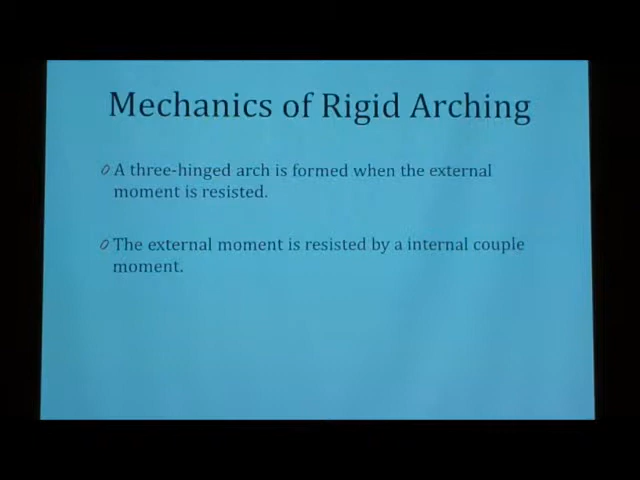 Mechanics of Rigid Arching
A three-hinged arch is formed when the external
moment is resisted.
The external moment is resisted by a internal couple
moment.